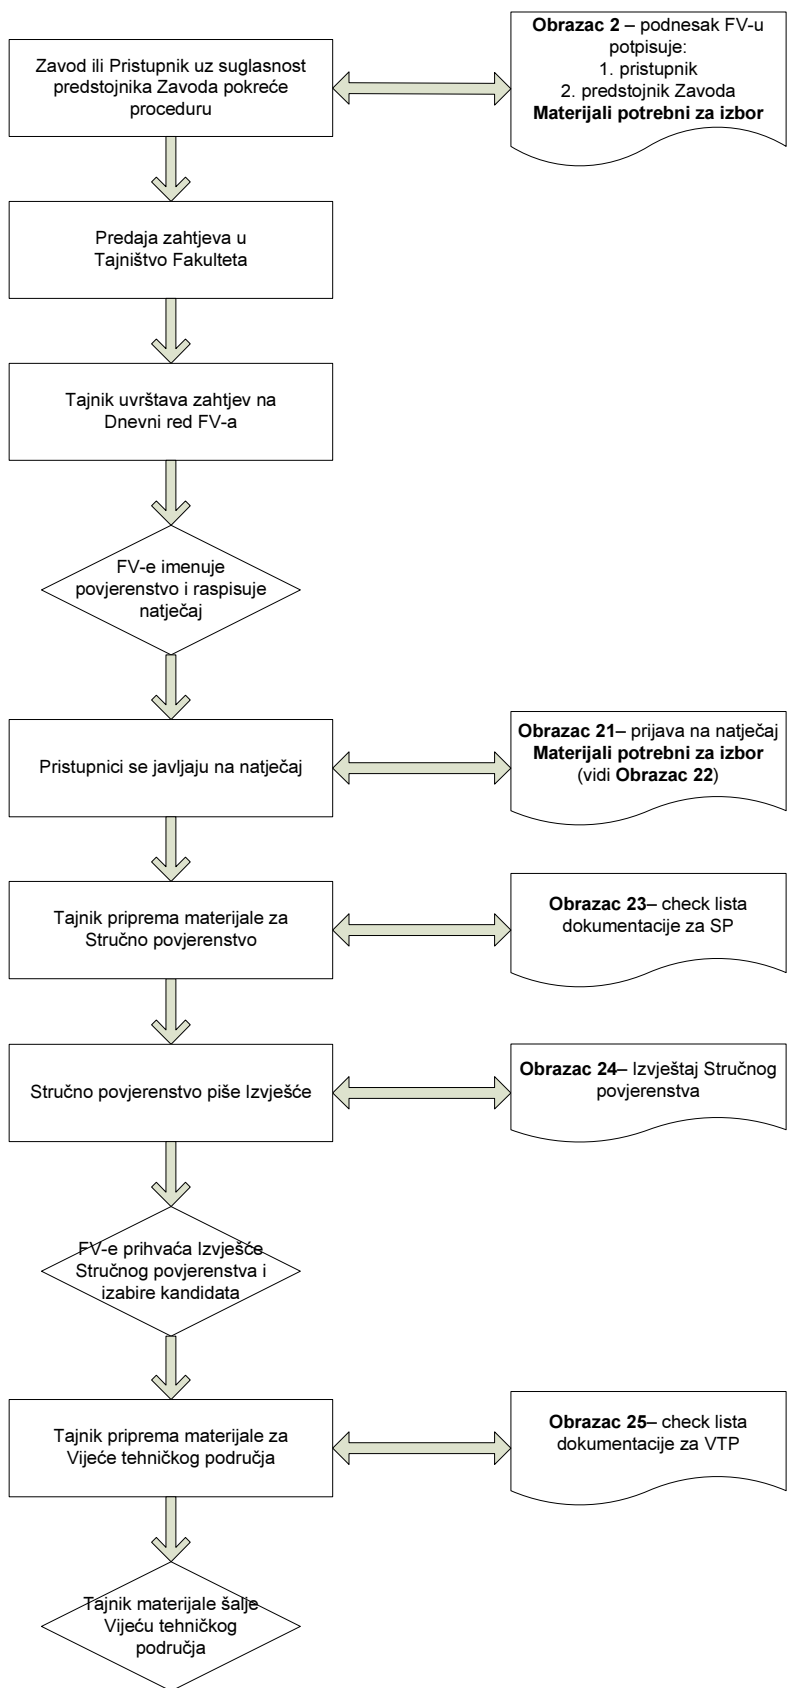 Zavod ili Pristupnik uz suglasnost
predstojnika Zavoda pokreće
proceduru
Obrazac 2 – podnesak FV-u
potpisuje:
1. pristupnik
2. predstojnik Zavoda
Materijali potrebni za izbor
Predaja zahtjeva u
Tajništvo Fakulteta
Tajnik uvrštava zahtjev na
Dnevni red FV-a
FV-e imenuje
povjerenstvo i raspisuje
natječaj
Pristupnici se javljaju na natječaj
Obrazac 21– prijava na natječaj
Materijali potrebni za izbor
(vidi Obrazac 22)
Tajnik priprema materijale za
Stručno povjerenstvo
Obrazac 23– check lista
dokumentacije za SP
Stručno povjerenstvo piše Izvješće
Obrazac 24– Izvještaj Stručnog
povjerenstva
FV-e prihvaća Izvješće
Stručnog povjerenstva i
izabire kandidata
Tajnik priprema materijale za
Vijeće tehničkog područja
Obrazac 25– check lista
dokumentacije za VTP
Tajnik materijale šalje
Vijeću tehničkog
područja